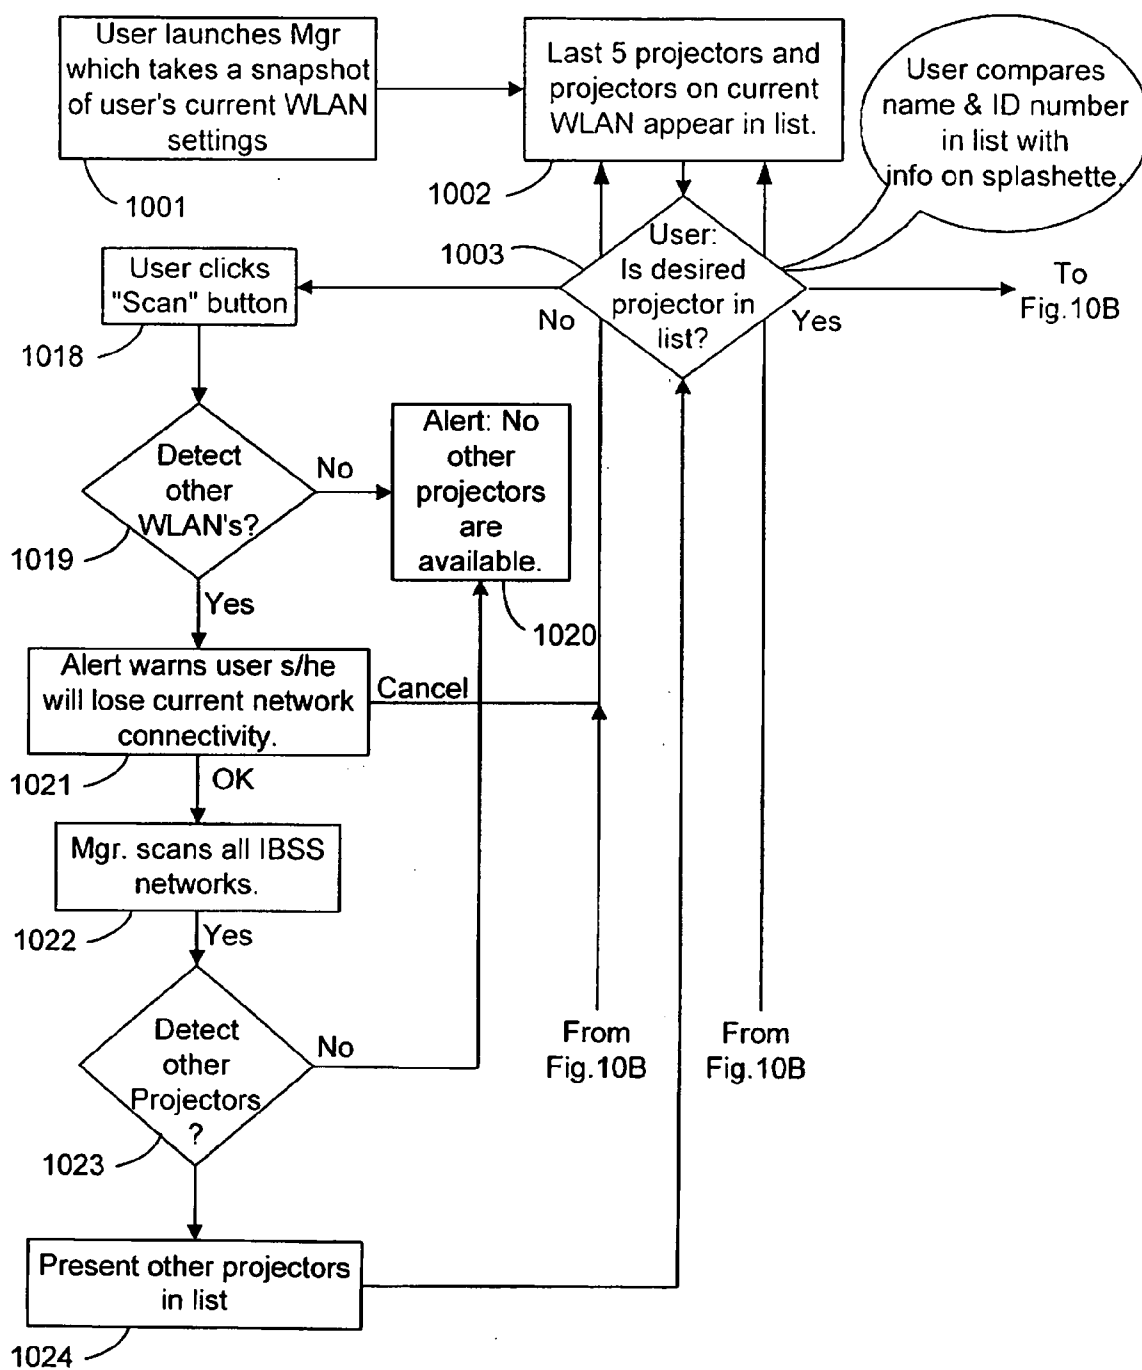 User launches Mgr
which takes a snapshot
of user's current WLAN
settings
1001
Last 5 projectors and
projectors on current
WLAN appear in list.
1002
User compares
name & ID number
in list with
info on splashette.
1003
User:
Is desired
projector in
list?
No
Yes
To
Fig.10B
User clicks
"Scan" button
1018
Detect
other
WLAN's?
1019
No
Yes
Alert: No
other
projectors
are
available.
1020
Alert warns user s/he
will lose current network
connectivity.
1021
Cancel
OK
Mgr. scans all IBSS
networks.
1022
Yes
Detect
other
Projectors
?
1023
No
From
Fig.10B
From
Fig.10B
Present other projectors
in list
1024